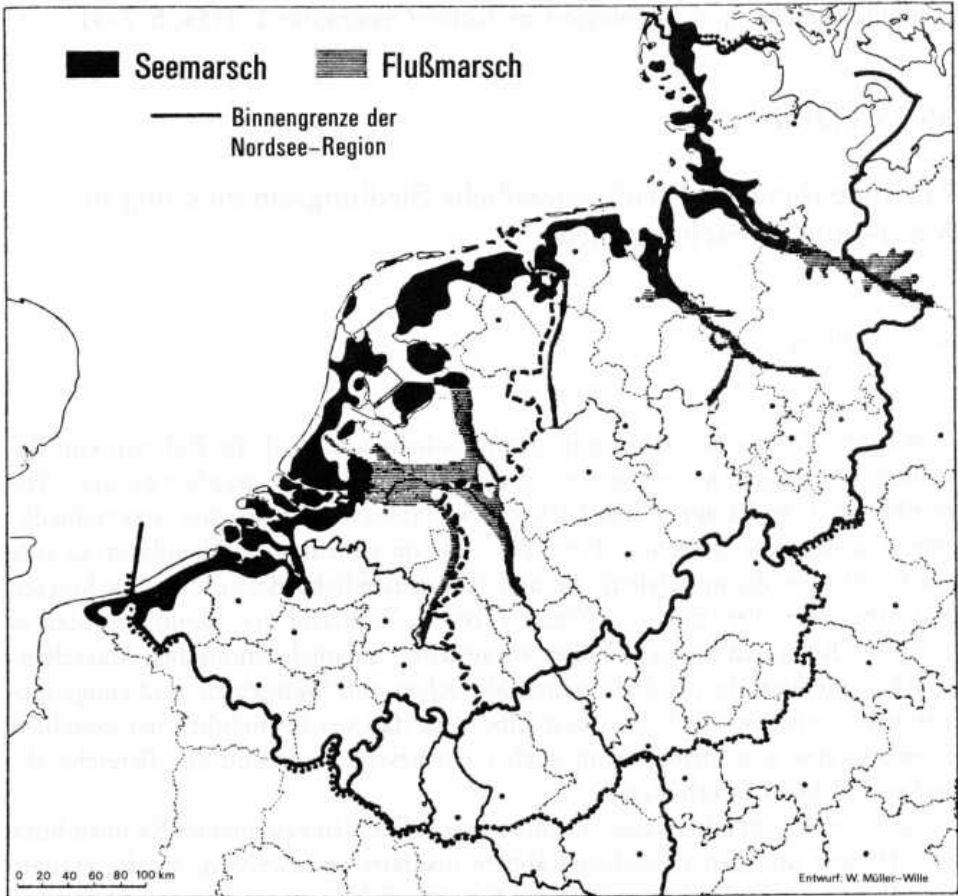 Seemarsch Flußmarsch
Binnengrenze der
Nordsee-Region
0 20 40 60 80 100 km
Entwurf: W. Müller-Wille